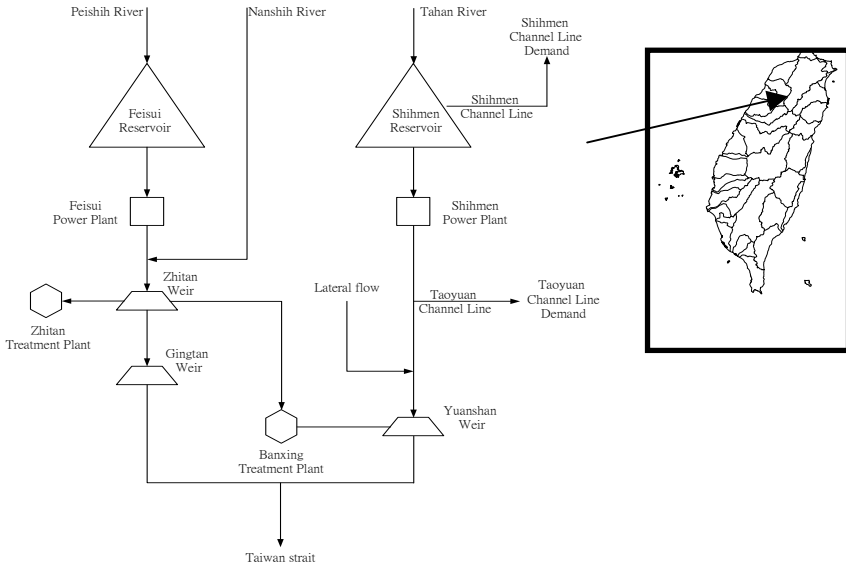 Peishih River
Nanshih River
Tahan River
Shihmen
Channel Line
Demand
Feisui
Reservoir
Shihmen
Reservoir
Shihmen
Channel Line
Feisui
Power Plant
Shihmen
Power Plant
Zhitan
Weir
Lateral flow
Taoyuan
Channel Line
Taoyuan
Channel Line
Demand
Zhitan
Treatment Plant
Gingtan
Weir
Yuanshan
Weir
Banxing
Treatment Plant
Taiwan strait